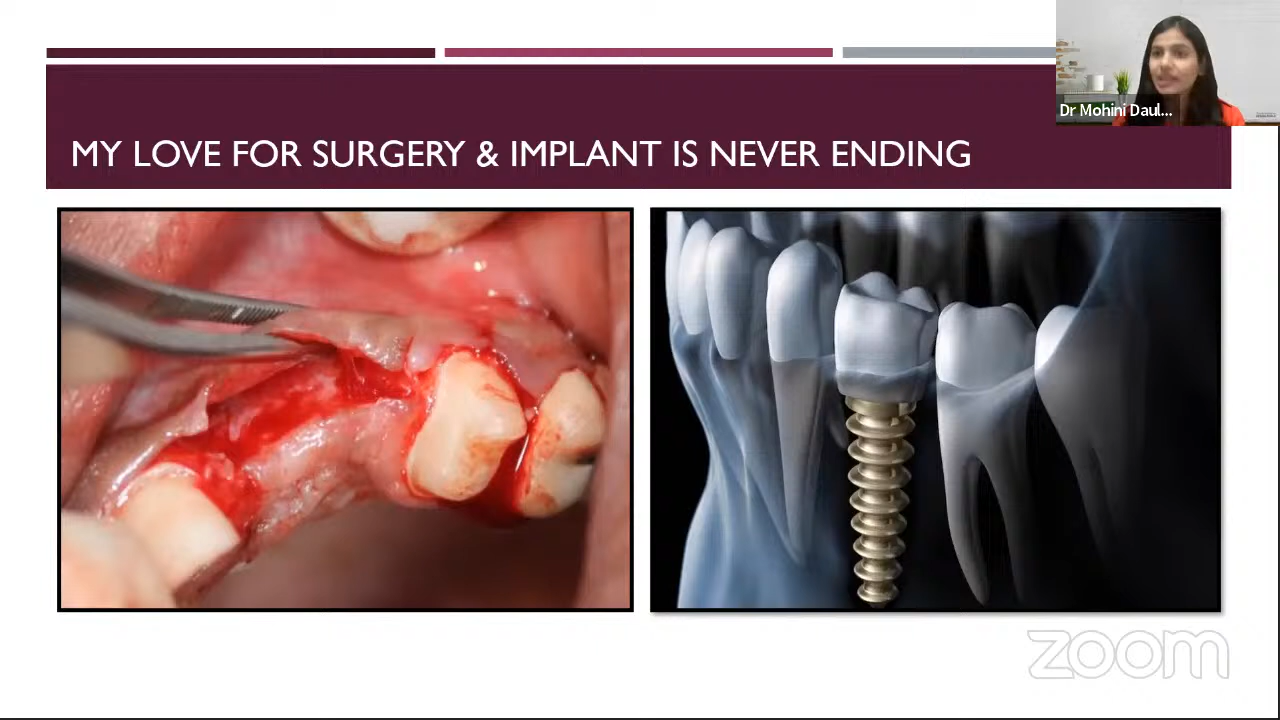 Dr Mohini Daul...
MY LOVE FOR SURGERY & IMPLANT IS NEVER ENDING
zoom